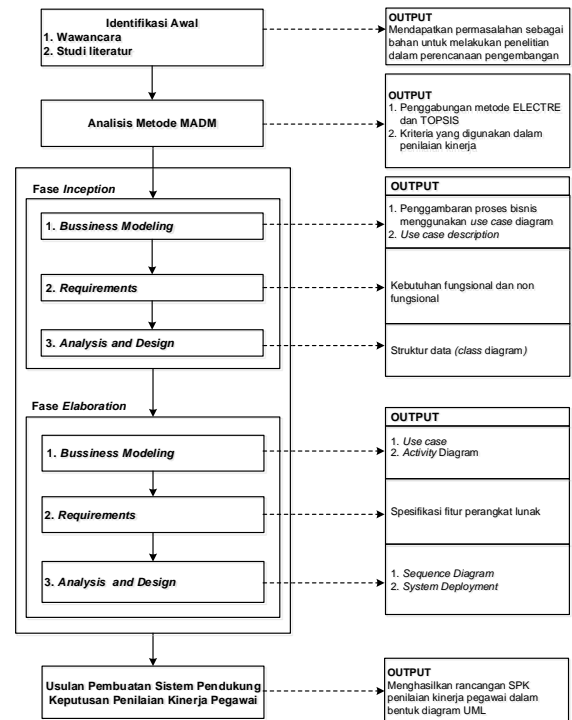 Identifikasi Awal
1. Wawancara
2. Studi literatur
OUTPUT
Mendapatkan permasalahan sebagai
bahan untuk melakukan penelitian
dalam perencanaan pengembangan
Analisis Metode MADM
OUTPUT
1. Penggabungan metode ELECTRE
dan TOPSIS
2. Kriteria yang digunakan dalam
penilaian kinerja
Fase Inception
1. Bussiness Modeling
2. Requirements
3. Analysis and Design
OUTPUT
1. Penggambaran proses bisnis
menggunakan use case diagram
2. Use case description
Kebutuhan fungsional dan non
fungsional
Struktur data (class diagram)
Fase Elaboration
1. Bussiness Modeling
2. Requirements
3. Analysis and Design
OUTPUT
1. Use case
2. Activity Diagram
Spesifikasi fitur perangkat lunak
1. Sequence Diagram
2. System Deployment
Usulan Pembuatan Sistem Pendukung
Keputusan Penilaian Kinerja Pegawai
OUTPUT
Menghasilkan rancangan SPK
penilaian kinerja pegawai dalam
bentuk diagram UML